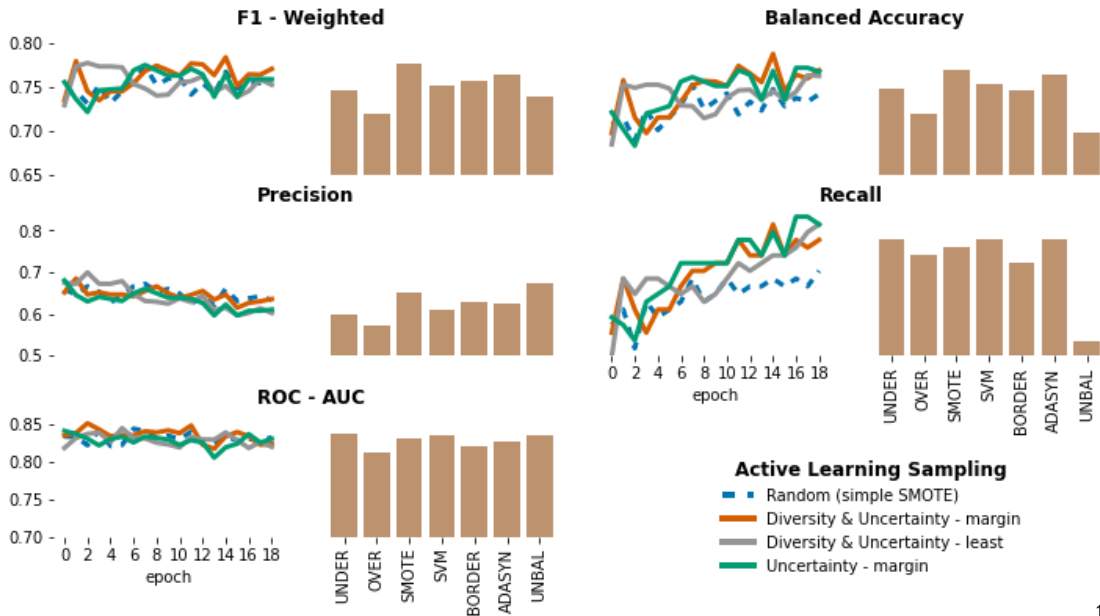 F1 - Weighted
Balanced Accuracy
0.80
0.75
0.70
0.65
Precision
Recall
0.8
0.7
0.6
0.5
0 2 4 6 8 10 12 14 16 18
epoch
UNDER
OVER
SMOTE
SVM
BORDER
ADASYN
UNBAL
ROC - AUC
0.85
0.80
0.75
0.70
0 2 4 6 8 10 12 14 16 18
epoch
UNDER
OVER
SMOTE
SVM
BORDER
ADASYN
UNBAL
Active Learning Sampling
Random (simple SMOTE)
Diversity & Uncertainty - margin
Diversity & Uncertainty - least
Uncertainty - margin